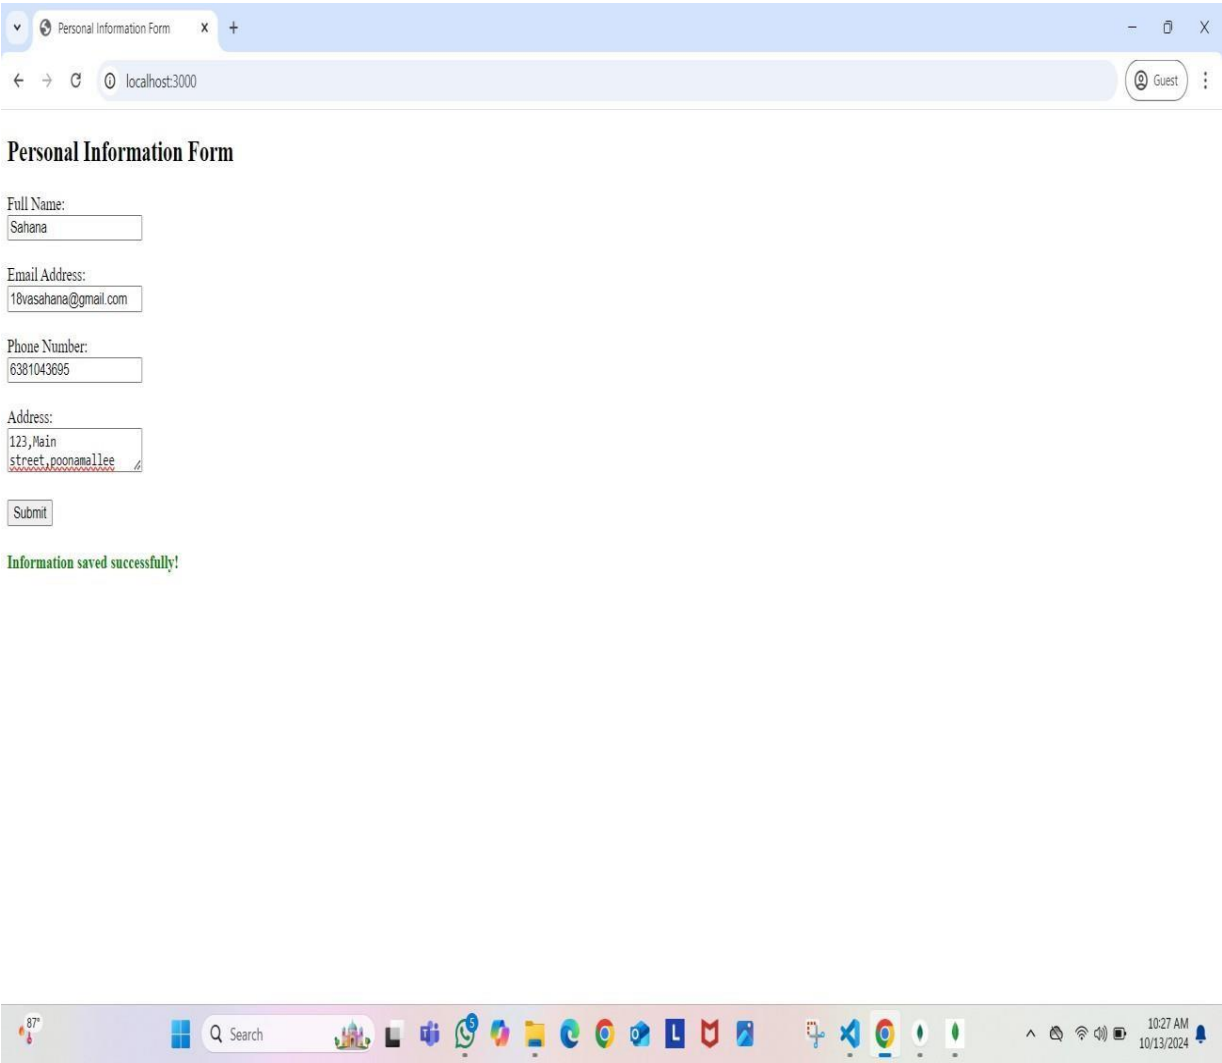 Personal Information Form
localhost:3000
Guest
Personal Information Form
Full Name:
Sahana
Email Address:
18vasahana@gmail.com
Phone Number:
6381043695
Address:
123,Main
street,poonamallee
Submit
Information saved successfully!
87°
Search
5
L
10:27 AM
10/13/2024